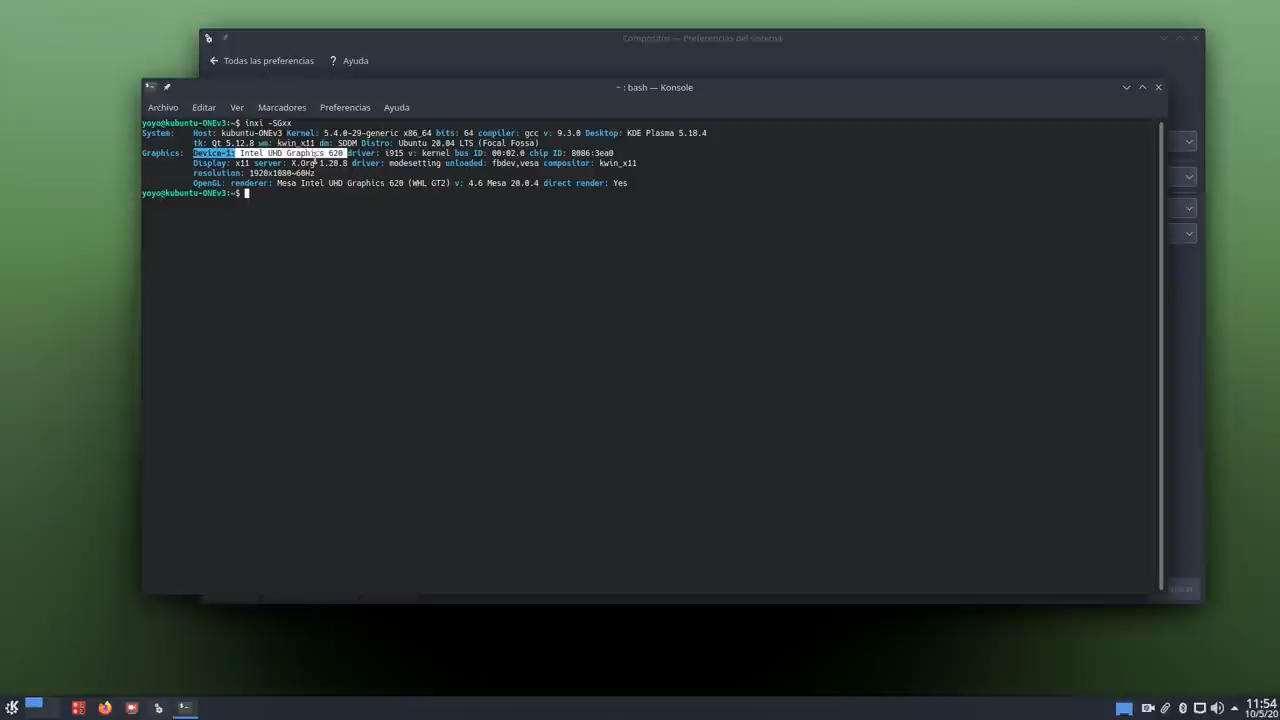 Compositor — Preferencias del sistema
Todas las preferencias ? Ayuda
~ : bash — Konsole
Archivo Editar Ver Marcadores Preferencias Ayuda
yoyo@kubuntu-ONEv3:~$ inxi -SGxx
System: Host: kubuntu-ONEv3 Kernel: 5.4.0-29-generic x86_64 bits: 64 compiler: gcc v: 9.3.0 Desktop: KDE Plasma 5.18.4
tk: Qt 5.12.8 wm: kwin_x11 dm: SDDM Distro: Ubuntu 20.04 LTS (Focal Fossa)
Graphics: Device-1: Intel UHD Graphics 620 driver: i915 v: kernel bus ID: 00:02.0 chip ID: 8086:3ea0
Display: x11 server: X.Org 1.20.8 driver: modesetting unloaded: fbdev,vesa compositor: kwin_x11
resolution: 1920x1080~60Hz
OpenGL: renderer: Mesa Intel UHD Graphics 620 (WHL GT2) v: 4.6 Mesa 20.0.4 direct render: Yes
yoyo@kubuntu-ONEv3:~$
11:54
10/5/20